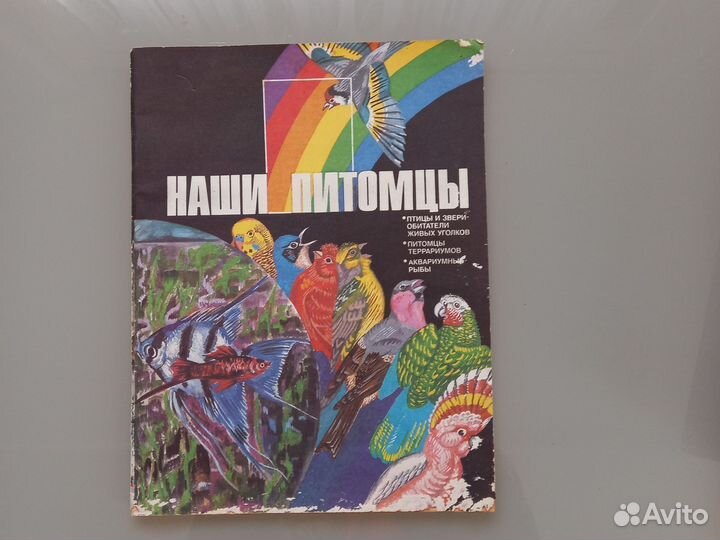 НАШИ ПИТОМЦЫ
• ПТИЦЫ И ЗВЕРИ-
ОБИТАТЕЛИ
ЖИВЫХ УГОЛКОВ
• ПИТОМЦЫ
ТЕРРАРИУМОВ
• АКВАРИУМНЫЕ
РЫБЫ
Avito